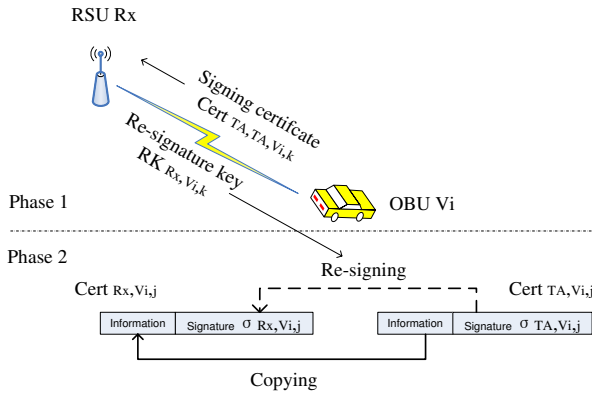 RSU Rx
Signing certifcate
Cert TA,TA,Vi,k
Re-signature key
RK Rx,Vi,k
Phase 1
OBU Vi
Phase 2
Re-signing
Cert Rx,Vi,j
Cert TA,Vi,j
Information
Signature σ Rx,Vi,j
Information
Signature σ TA,Vi,j
Copying